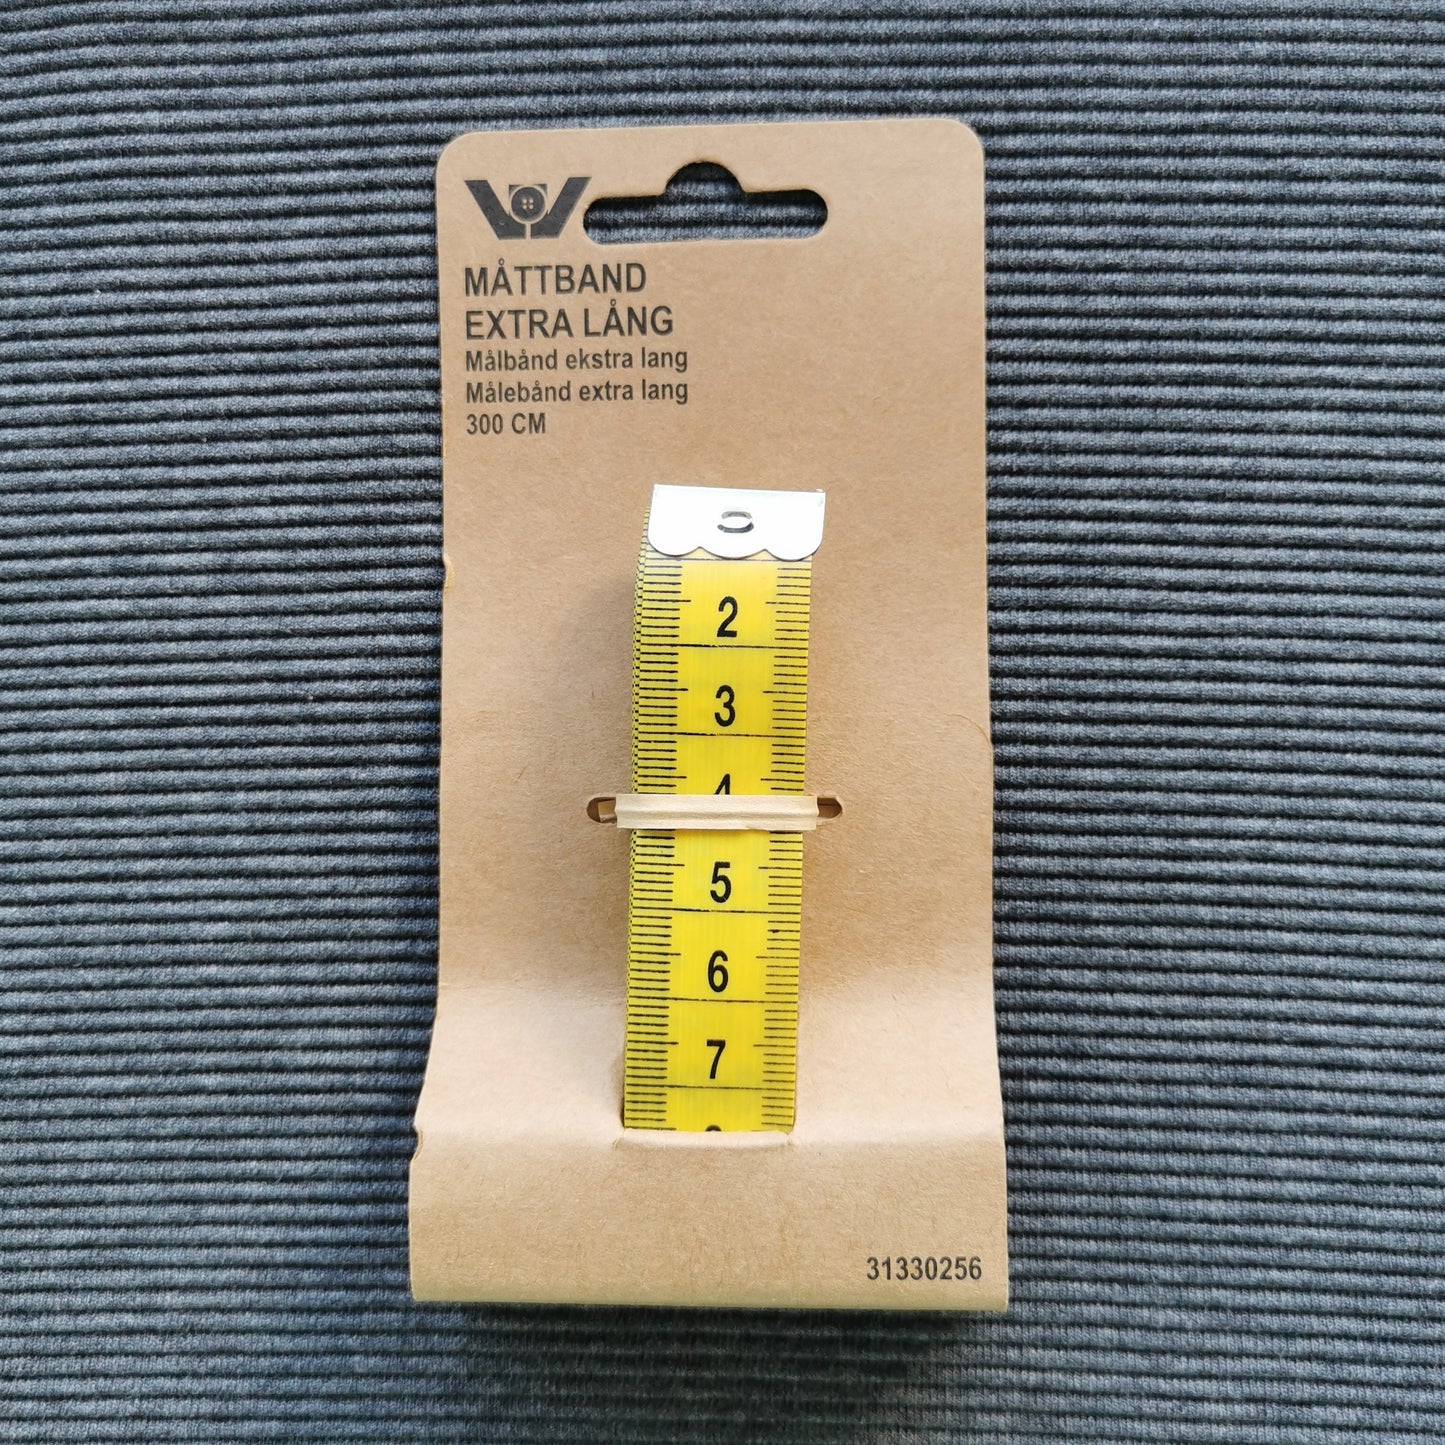 MÅTTBAND
EXTRA LÅNG
Målbånd ekstra lang
Målebånd extra lang
300 CM
2
3
4
5
6
7
31330256